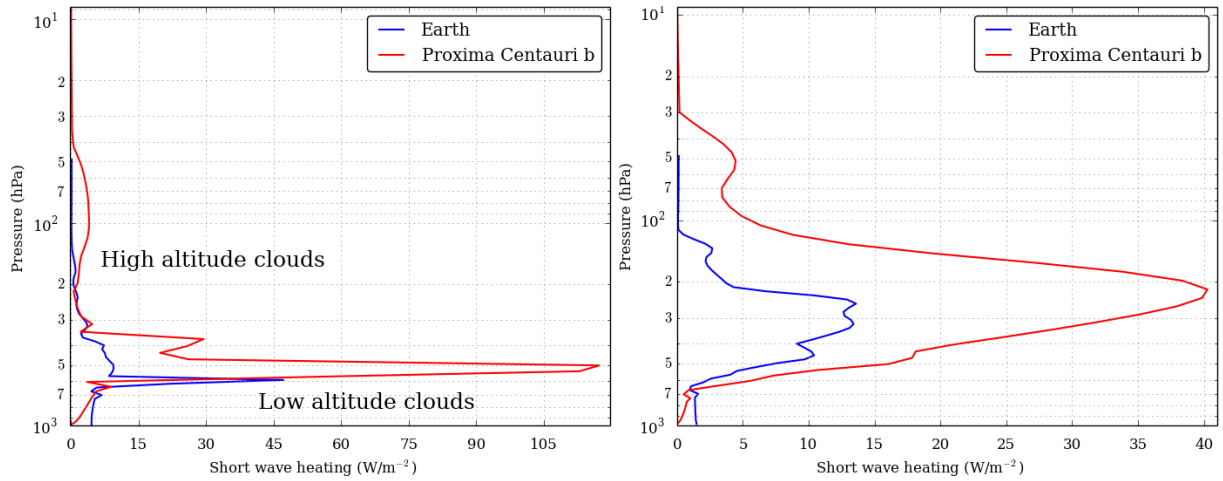 Earth
Proxima Centauri b
High altitude clouds
Low altitude clouds
10¹
2
3
5
7
10²
2
3
5
7
10³
Pressure (hPa)
0 15 30 45 60 75 90 105
Short wave heating (W/m⁻²)
Earth
Proxima Centauri b
10¹
2
3
5
7
10²
2
3
5
7
10³
Pressure (hPa)
0 5 10 15 20 25 30 35 40
Short wave heating (W/m⁻²)